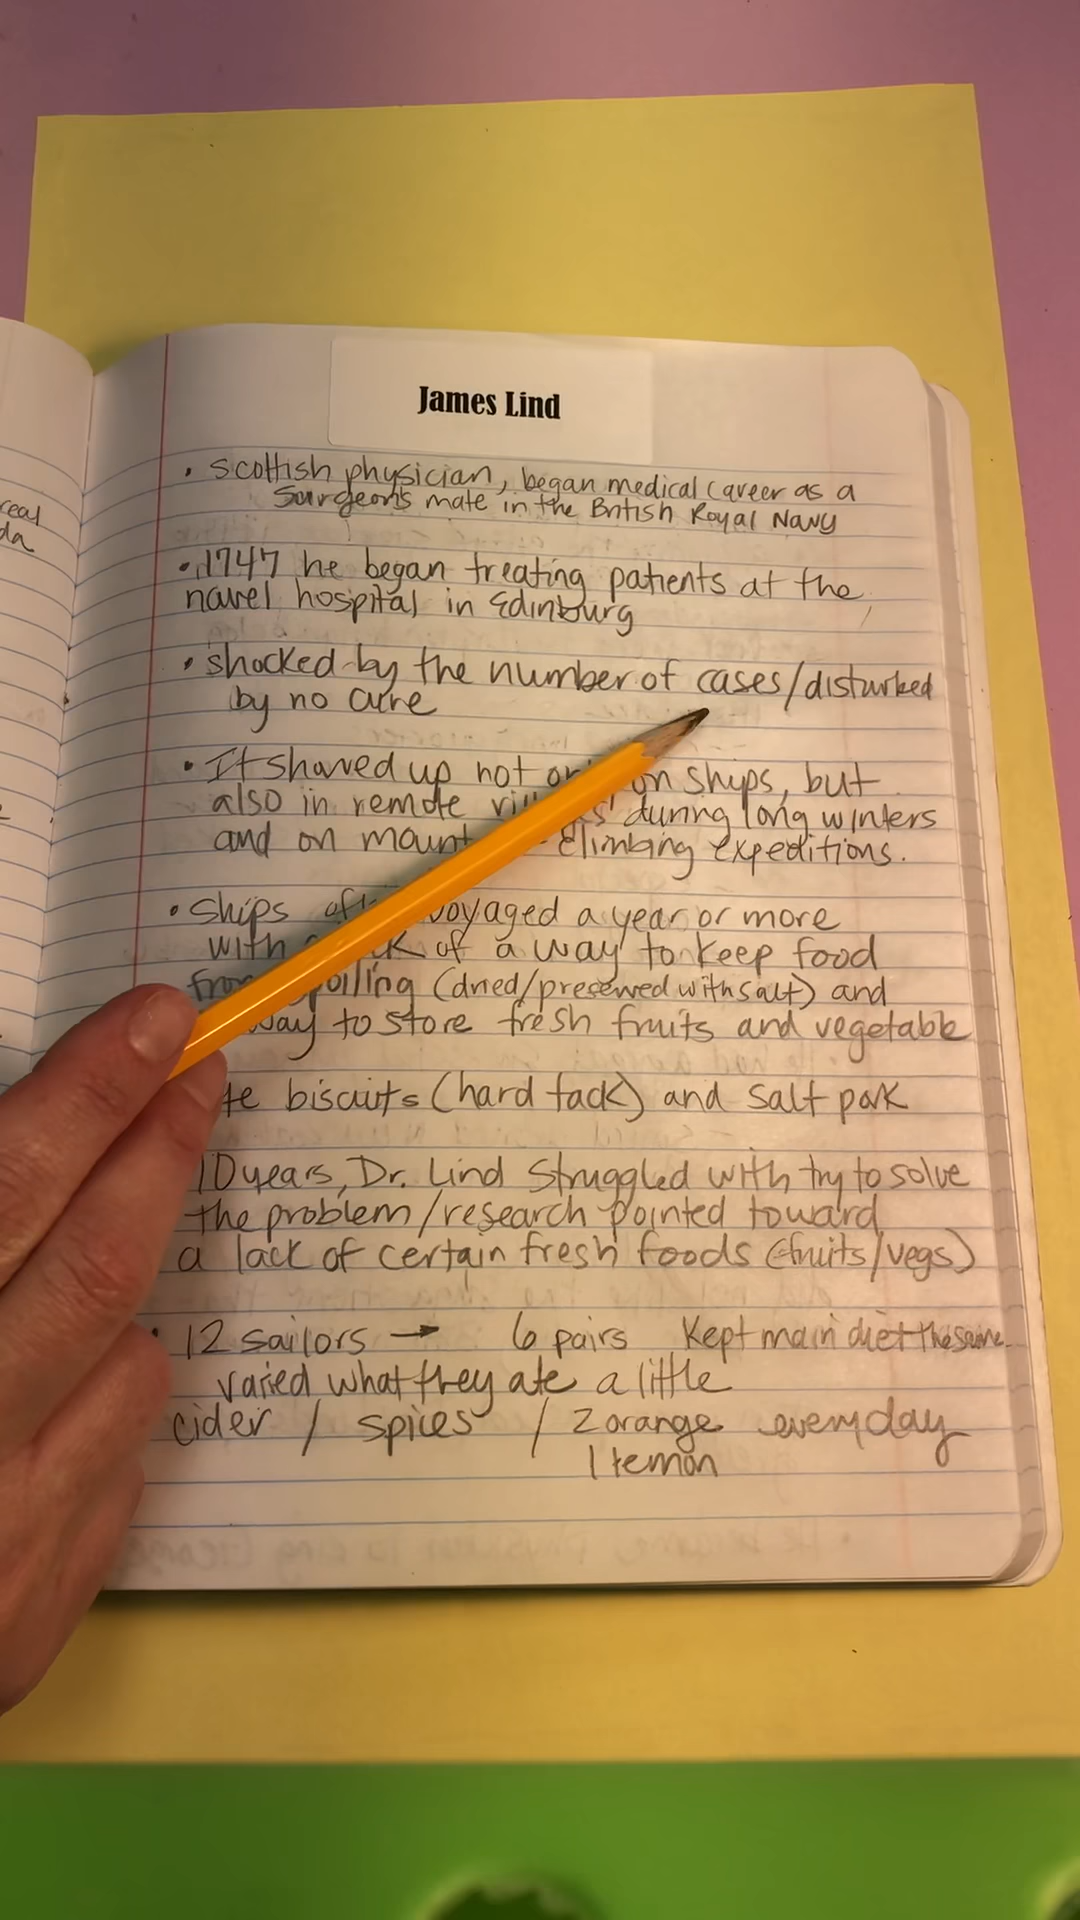 James Lind
• Scottish physician, began medical career as a
Surgeon's mate in the British Royal Navy
• 1747 he began treating patients at the
navel hospital in Edinburg
• shocked by the number of cases/disturbed
by no cure
• It showed up not on ships, but
also in remote during long winters
and on climbing expeditions.
• Ships voyaged a year or more
with of a way to keep food
spoiling (dried/preserved with salt) and
way to store fresh fruits and vegetable
biscuits (hard tack) and salt pork
10 years, Dr. Lind struggled with try to solve
the problem/research pointed toward
a lack of certain fresh foods (fruits/vegs)
• 12 sailors → 6 pairs Kept main diet the same
varied what they ate a little
cider / spices / 2 orange everyday
1 lemon
real
da